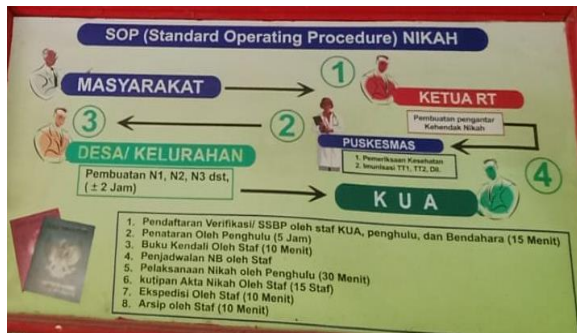 SOP (Standard Operating Procedure) NIKAH
MASYARAKAT
1
KETUA RT
Pembuatan pengantar
Kehendak Nikah
2
PUSKESMAS
1. Pemeriksaan Kesehatan
2. Imunisasi TT1, TT2, Dll.
3
DESA/ KELURAHAN
Pembuatan N1, N2, N3 dst,
( ± 2 Jam)
4
K U A
1. Pendaftaran Verifikasi/ SSBP oleh staf KUA, penghulu, dan Bendahara (15 Menit)
2. Penataran Oleh Penghulu (5 Jam)
3. Buku Kendali Oleh Staf (10 Menit)
4. Penjadwalan NB oleh Staf
5. Pelaksanaan Nikah oleh Penghulu (30 Menit)
6. kutipan Akta Nikah Oleh Staf (15 Staf)
7. Ekspedisi Oleh Staf (10 Menit)
8. Arsip oleh Staf (10 Menit)